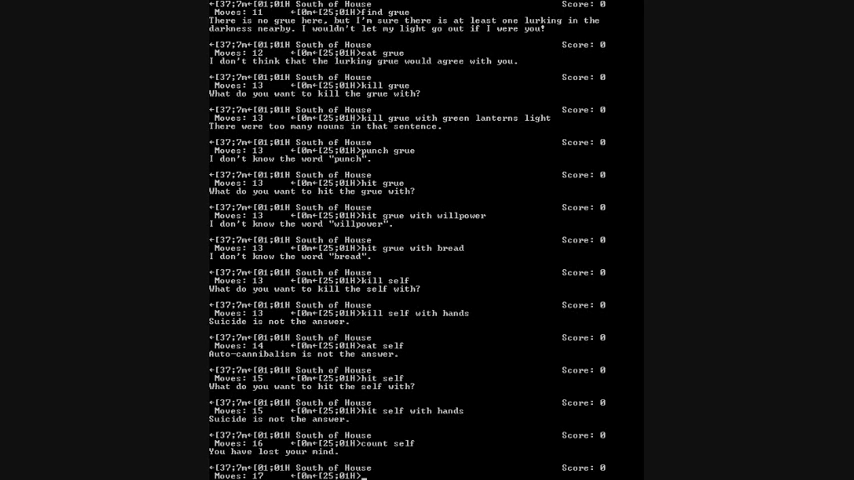 ←[37;7m←[01;01H South of House Score: 0
Moves: 11 ←[0m←[25;01H>find grue
There is no grue here, but I'm sure there is at least one lurking in the
darkness nearby. I wouldn't let my light go out if I were you!
←[37;7m←[01;01H South of House Score: 0
Moves: 12 ←[0m←[25;01H>eat grue
I don't think that the lurking grue would agree with you.
←[37;7m←[01;01H South of House Score: 0
Moves: 13 ←[0m←[25;01H>kill grue
What do you want to kill the grue with?
←[37;7m←[01;01H South of House Score: 0
Moves: 13 ←[0m←[25;01H>kill grue with green lanterns light
There were too many nouns in that sentence.
←[37;7m←[01;01H South of House Score: 0
Moves: 13 ←[0m←[25;01H>punch grue
I don't know the word "punch".
←[37;7m←[01;01H South of House Score: 0
Moves: 13 ←[0m←[25;01H>hit grue
What do you want to hit the grue with?
←[37;7m←[01;01H South of House Score: 0
Moves: 13 ←[0m←[25;01H>hit grue with willpower
I don't know the word "willpower".
←[37;7m←[01;01H South of House Score: 0
Moves: 13 ←[0m←[25;01H>hit grue with bread
I don't know the word "bread".
←[37;7m←[01;01H South of House Score: 0
Moves: 13 ←[0m←[25;01H>kill self
What do you want to kill the self with?
←[37;7m←[01;01H South of House Score: 0
Moves: 13 ←[0m←[25;01H>kill self with hands
Suicide is not the answer.
←[37;7m←[01;01H South of House Score: 0
Moves: 14 ←[0m←[25;01H>eat self
Auto-cannibalism is not the answer.
←[37;7m←[01;01H South of House Score: 0
Moves: 15 ←[0m←[25;01H>hit self
What do you want to hit the self with?
←[37;7m←[01;01H South of House Score: 0
Moves: 15 ←[0m←[25;01H>hit self with hands
Suicide is not the answer.
←[37;7m←[01;01H South of House Score: 0
Moves: 16 ←[0m←[25;01H>count self
You have lost your mind.
←[37;7m←[01;01H South of House Score: 0
Moves: 17 ←[0m←[25;01H>_